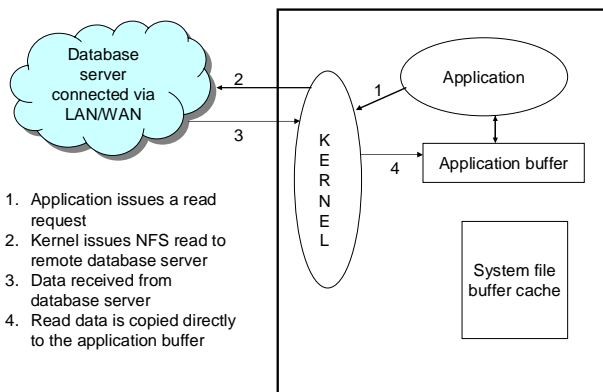 Database
server
connected via
LAN/WAN
2
3
1
4
KERNEL
Application
Application buffer
System file
buffer cache
1. Application issues a read
request
2. Kernel issues NFS read to
remote database server
3. Data received from
database server
4. Read data is copied directly
to the application buffer